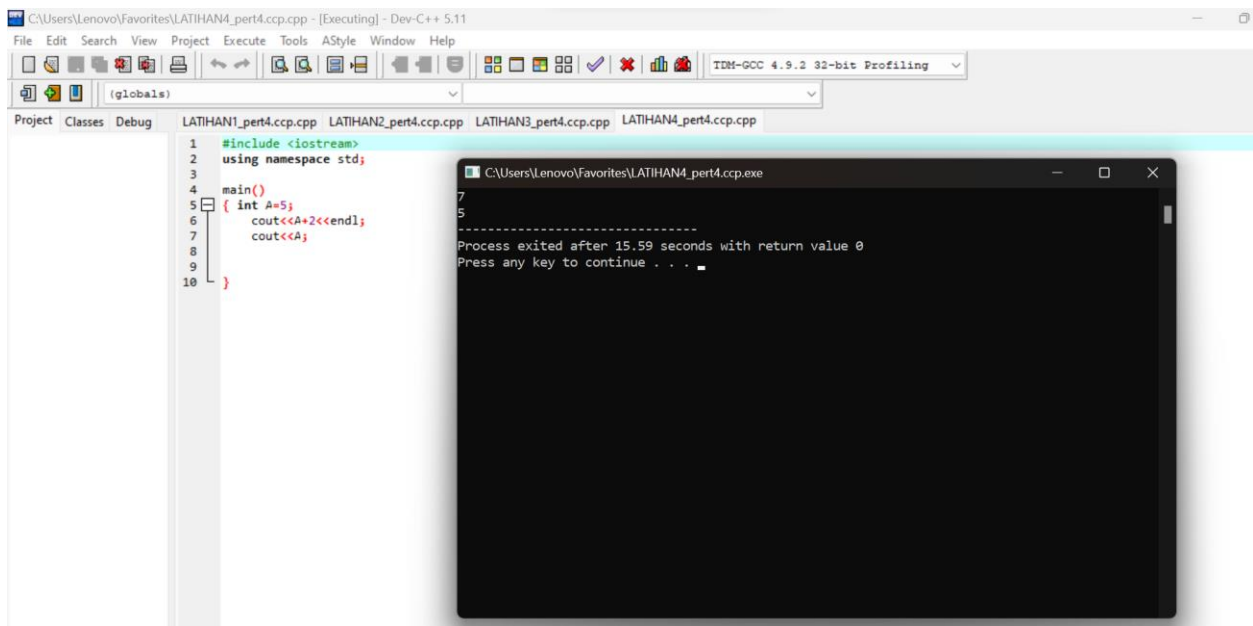 C:\Users\Lenovo\Favorites\LATIHAN4_pert4.ccp.cpp - [Executing] - Dev-C++ 5.11
File Edit Search View Project Execute Tools AStyle Window Help
TDM-GCC 4.9.2 32-bit Profiling
(globals)
Project Classes Debug LATIHAN1_pert4.ccp.cpp LATIHAN2_pert4.ccp.cpp LATIHAN3_pert4.ccp.cpp LATIHAN4_pert4.ccp.cpp
1 #include <iostream>
2 using namespace std;
3
4 main()
5 { int A=5;
6 cout<<A+2<<endl;
7 cout<<A;
8
9
10 }
C:\Users\Lenovo\Favorites\LATIHAN4_pert4.ccp.exe
7
5
--------------------------------
Process exited after 15.59 seconds with return value 0
Press any key to continue . . .